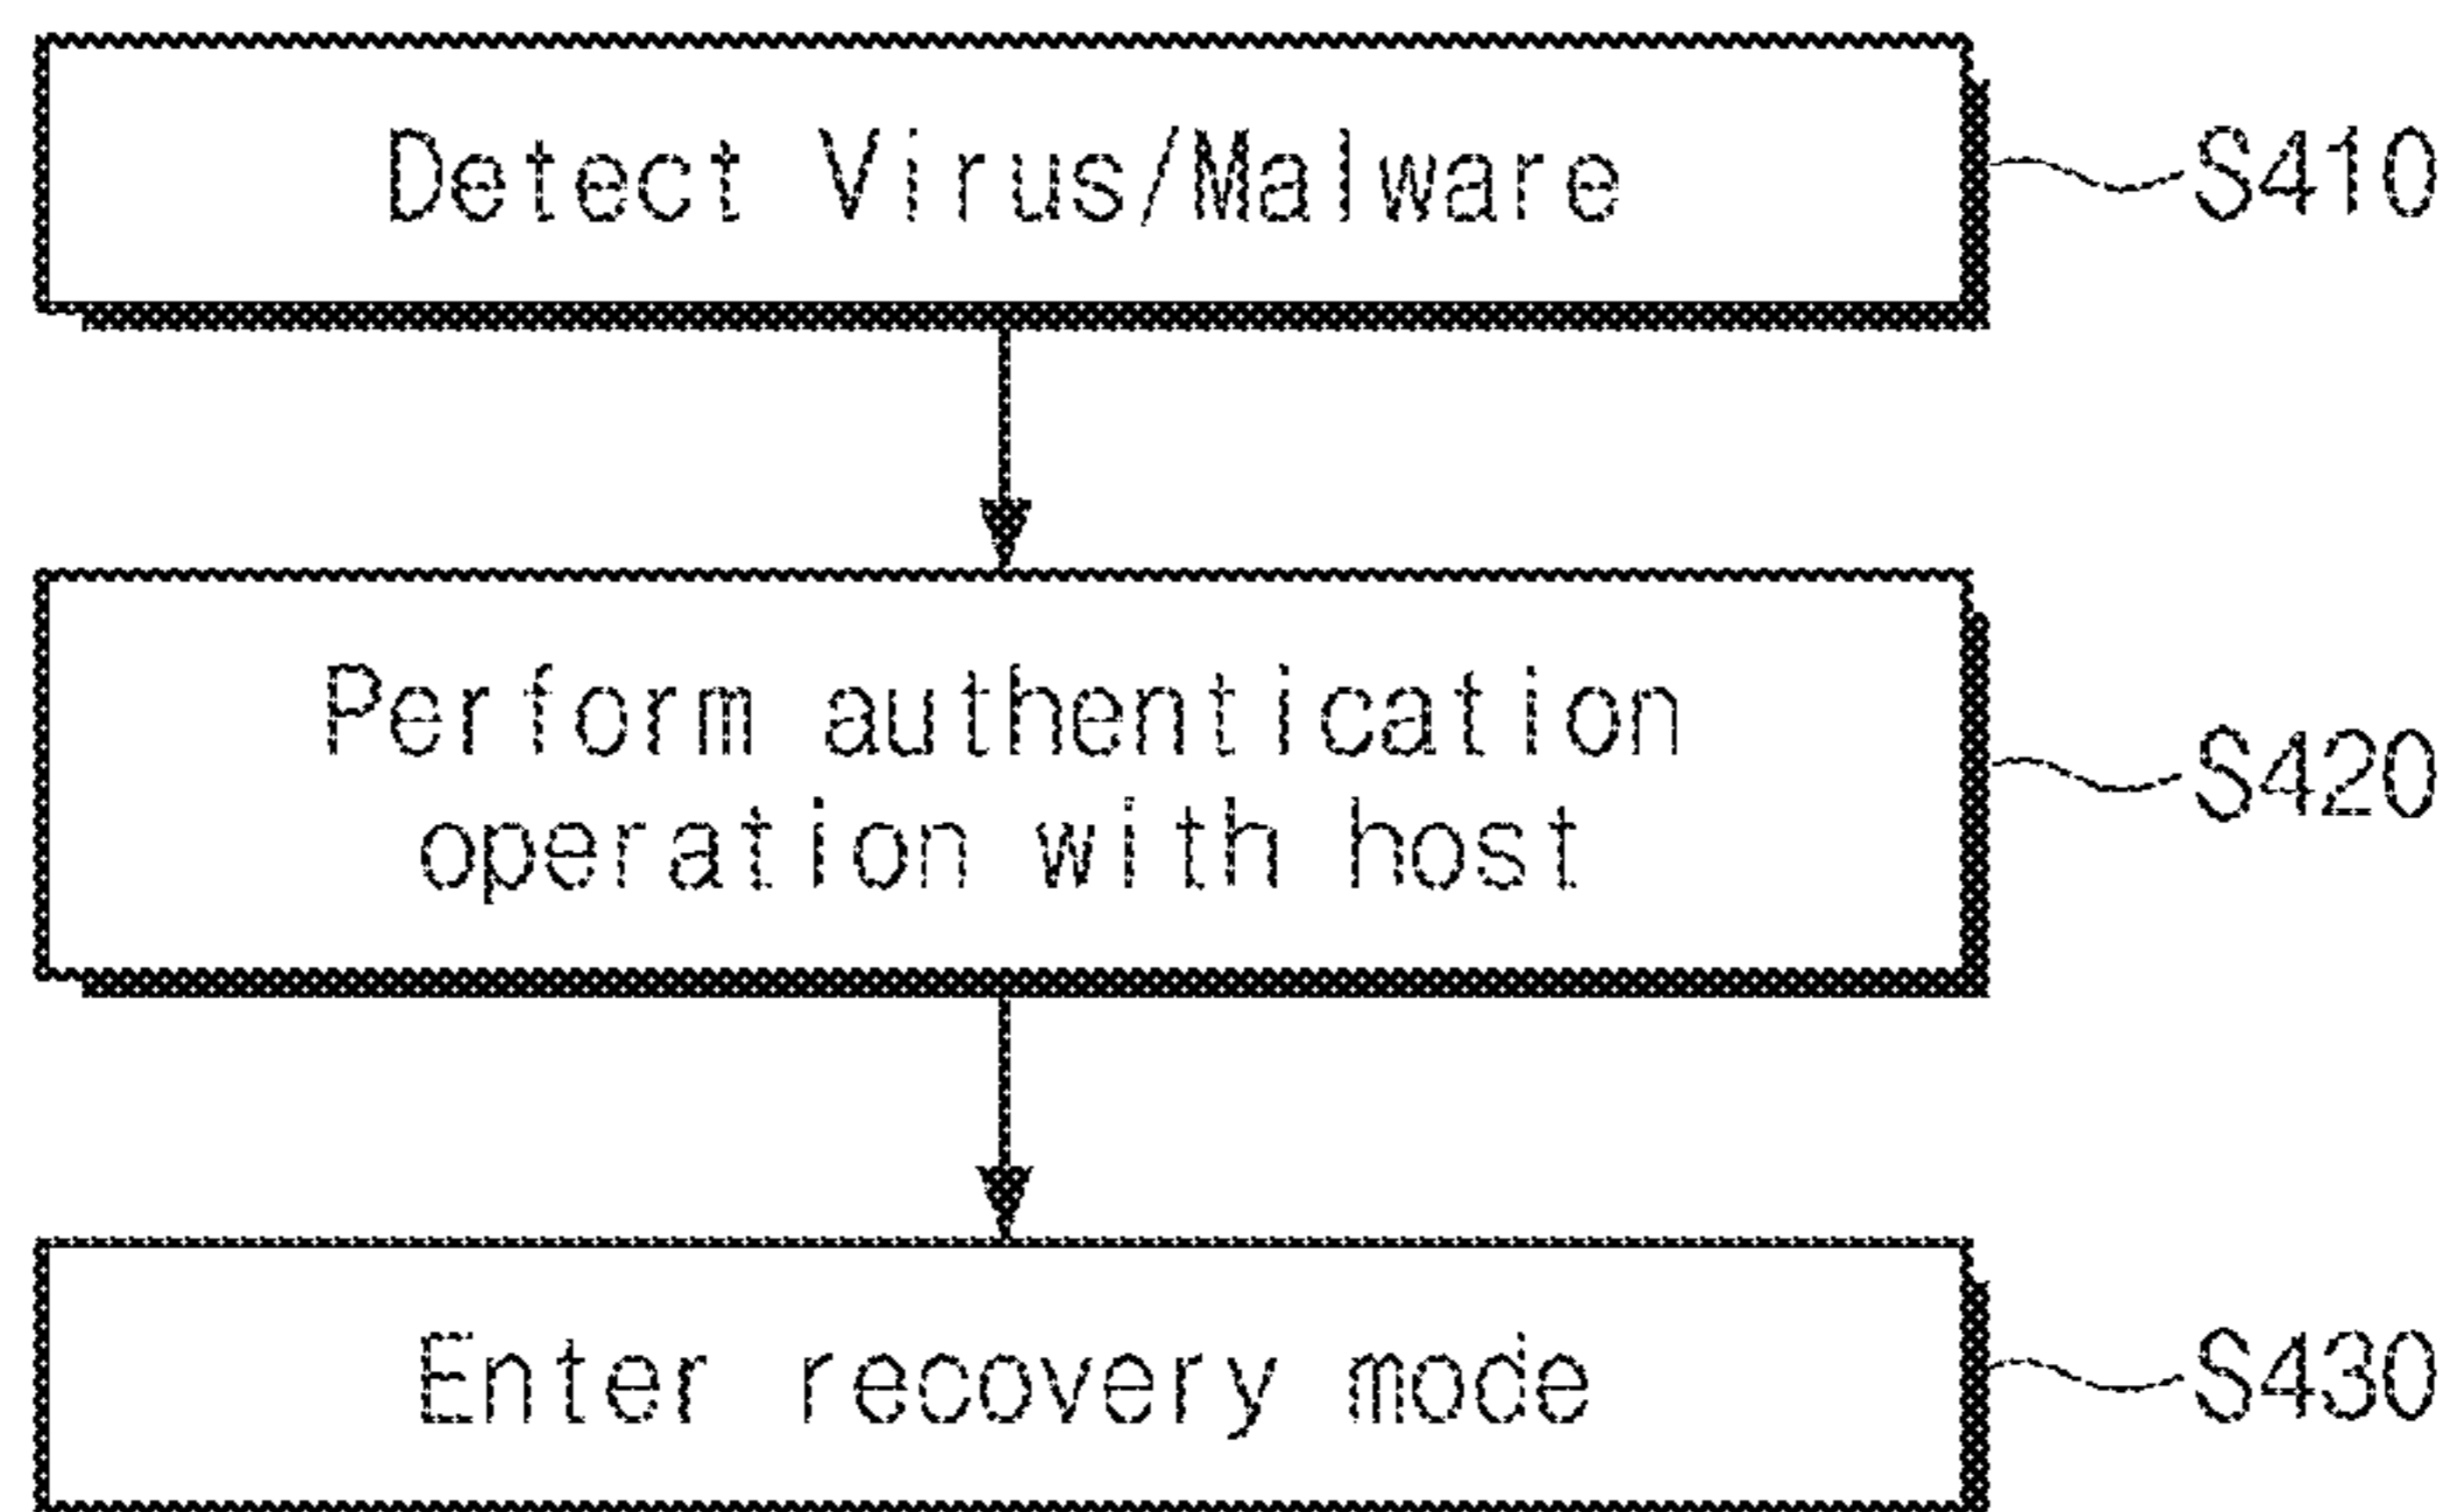 Detect Virus/Malware
S410
Perform authentication
operation with host
S420
Enter recovery mode
S430